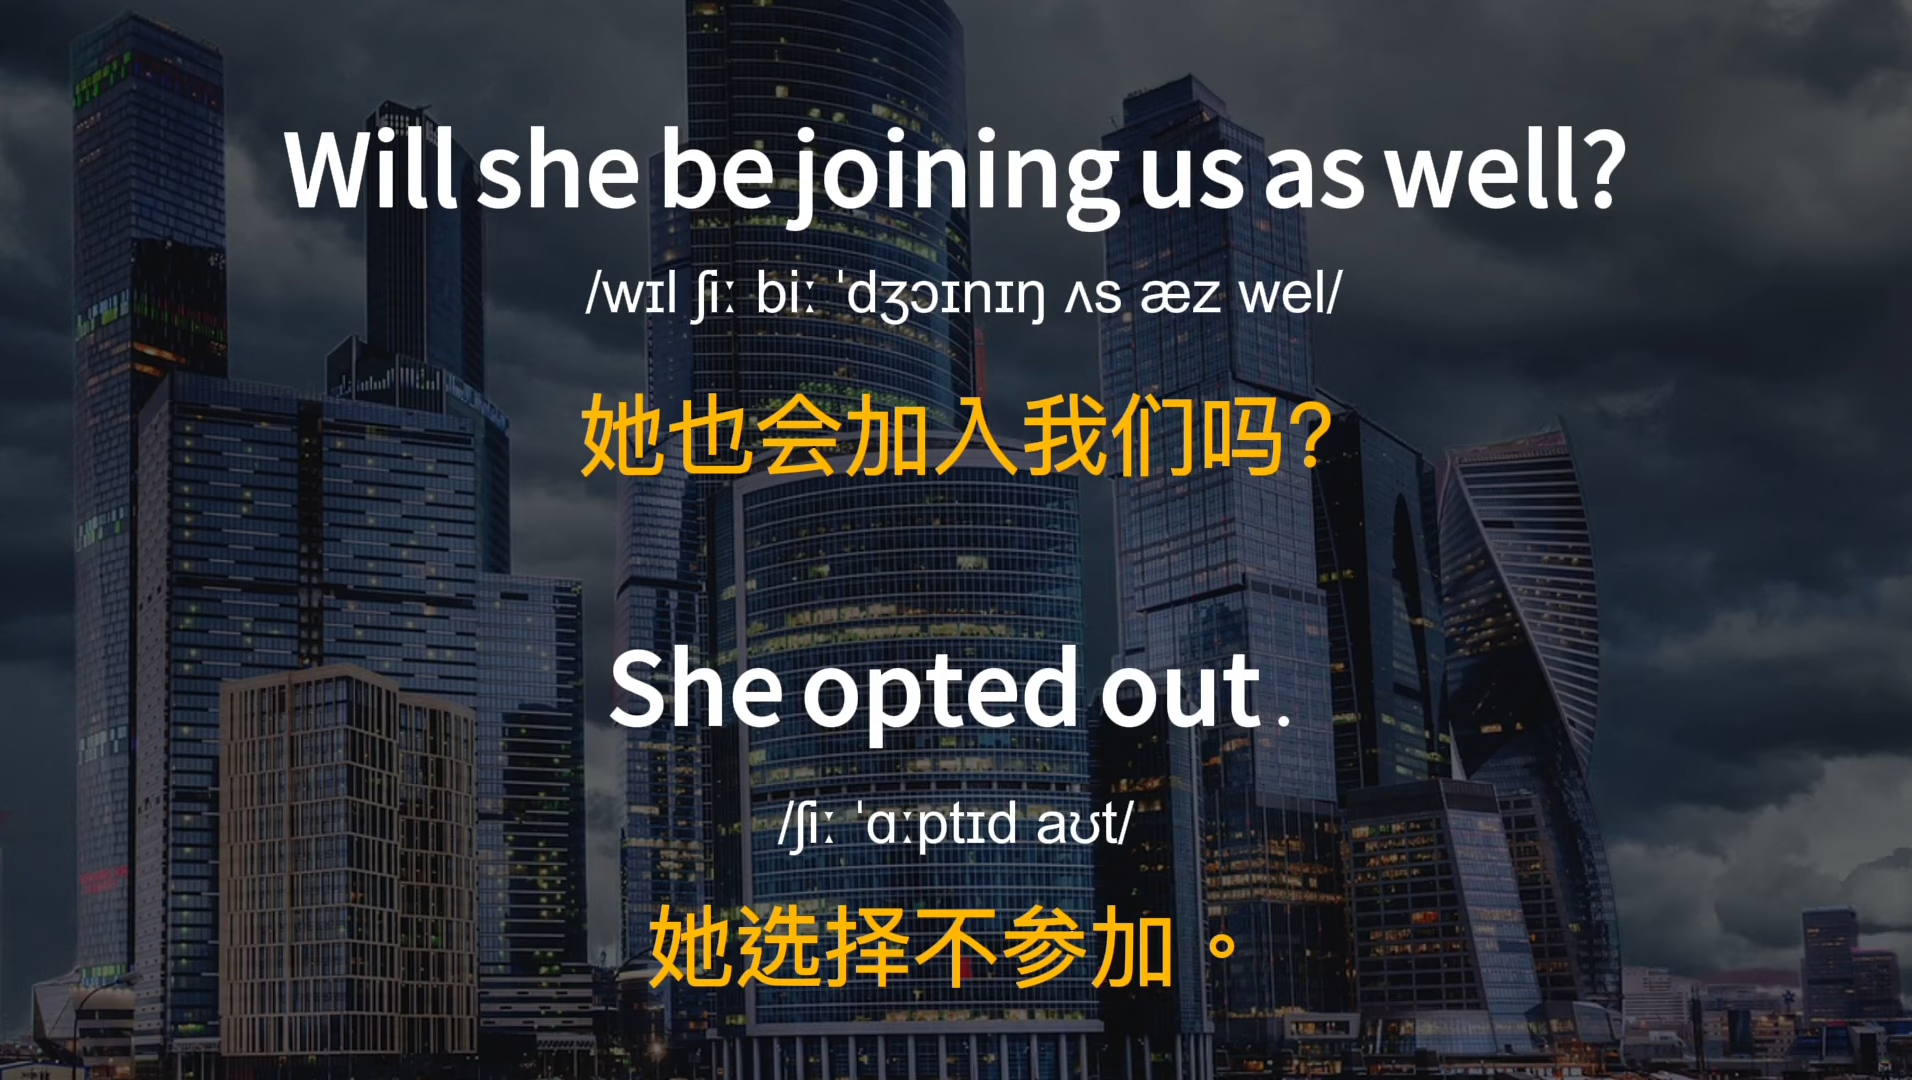 Will she be joining us as well?
/wɪl ʃiː biː ˈdʒɔɪnɪŋ ʌs æz wel/
她也会加入我们吗？
She opted out.
/ʃiː ˈɑːptɪd aʊt/
她选择不参加。